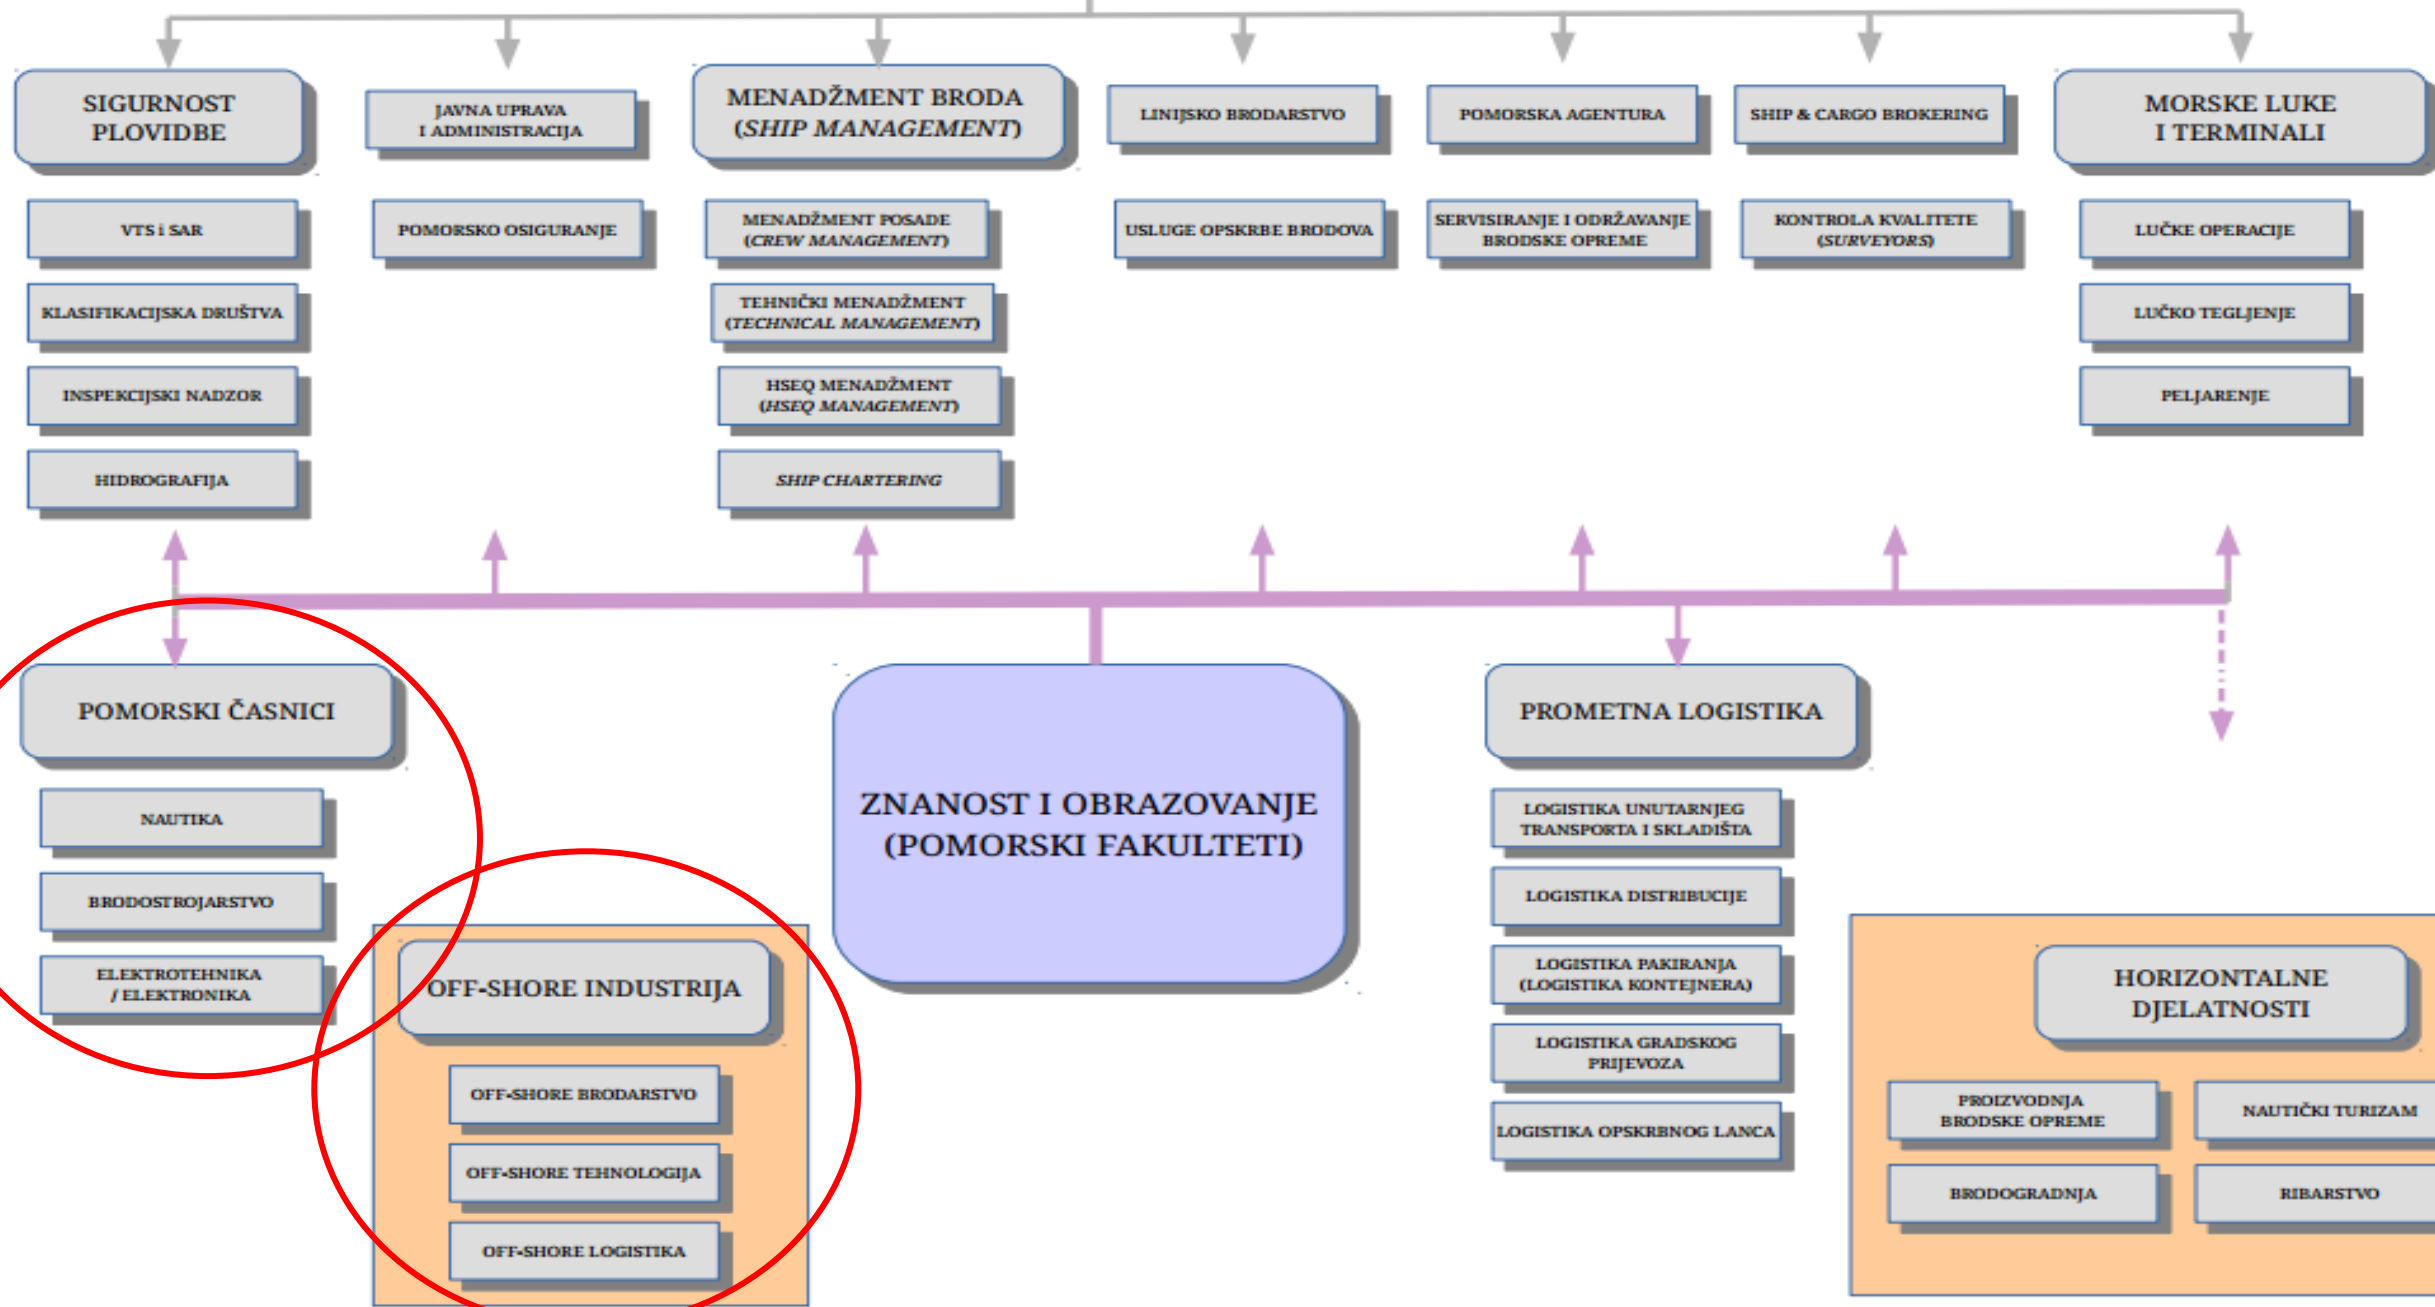 SIGURNOST
PLOVIDBE
JAVNA UPRAVA
I ADMINISTRACIJA
MENADŽMENT BRODA
(SHIP MANAGEMENT)
LINIJSKO BRODARSTVO
POMORSKA AGENTURA
SHIP & CARGO BROKERING
MORSKE LUKE
I TERMINALI
VTS i SAR
POMORSKO OSIGURANJE
MENADŽMENT POSADE
(CREW MANAGEMENT)
USLUGE OPSKRBE BRODOVA
SERVISIRANJE I ODRŽAVANJE
BRODSKE OPREME
KONTROLA KVALITETE
(SURVEYORS)
LUČKE OPERACIJE
KLASIFIKACIJSKA DRUŠTVA
TEHNIČKI MENADŽMENT
(TECHNICAL MANAGEMENT)
LUČKO TEGLJENJE
INSPEKCIJSKI NADZOR
HSEQ MENADŽMENT
(HSEQ MANAGEMENT)
PELJARENJE
HIDROGRAFIJA
SHIP CHARTERING
POMORSKI ČASNICI
NAUTIKA
BRODOSTROJARSTVO
ELEKTROTEHNIKA
/ ELEKTRONIKA
OFF-SHORE INDUSTRIJA
OFF-SHORE BRODARSTVO
OFF-SHORE TEHNOLOGIJA
OFF-SHORE LOGISTIKA
ZNANOST I OBRAZOVANJE
(POMORSKI FAKULTETI)
PROMETNA LOGISTIKA
LOGISTIKA UNUTARNJEG
TRANSPORTA I SKLADIŠTA
LOGISTIKA DISTRIBUCIJE
LOGISTIKA PAKIRANJA
(LOGISTIKA KONTEJNERA)
LOGISTIKA GRADSKOG
PRIJEVOZA
LOGISTIKA OPSKRBNOG LANCA
HORIZONTALNE
DJELATNOSTI
PROIZVODNJA
BRODSKE OPREME
NAUTIČKI TURIZAM
BRODOGRADNJA
RIBARSTVO